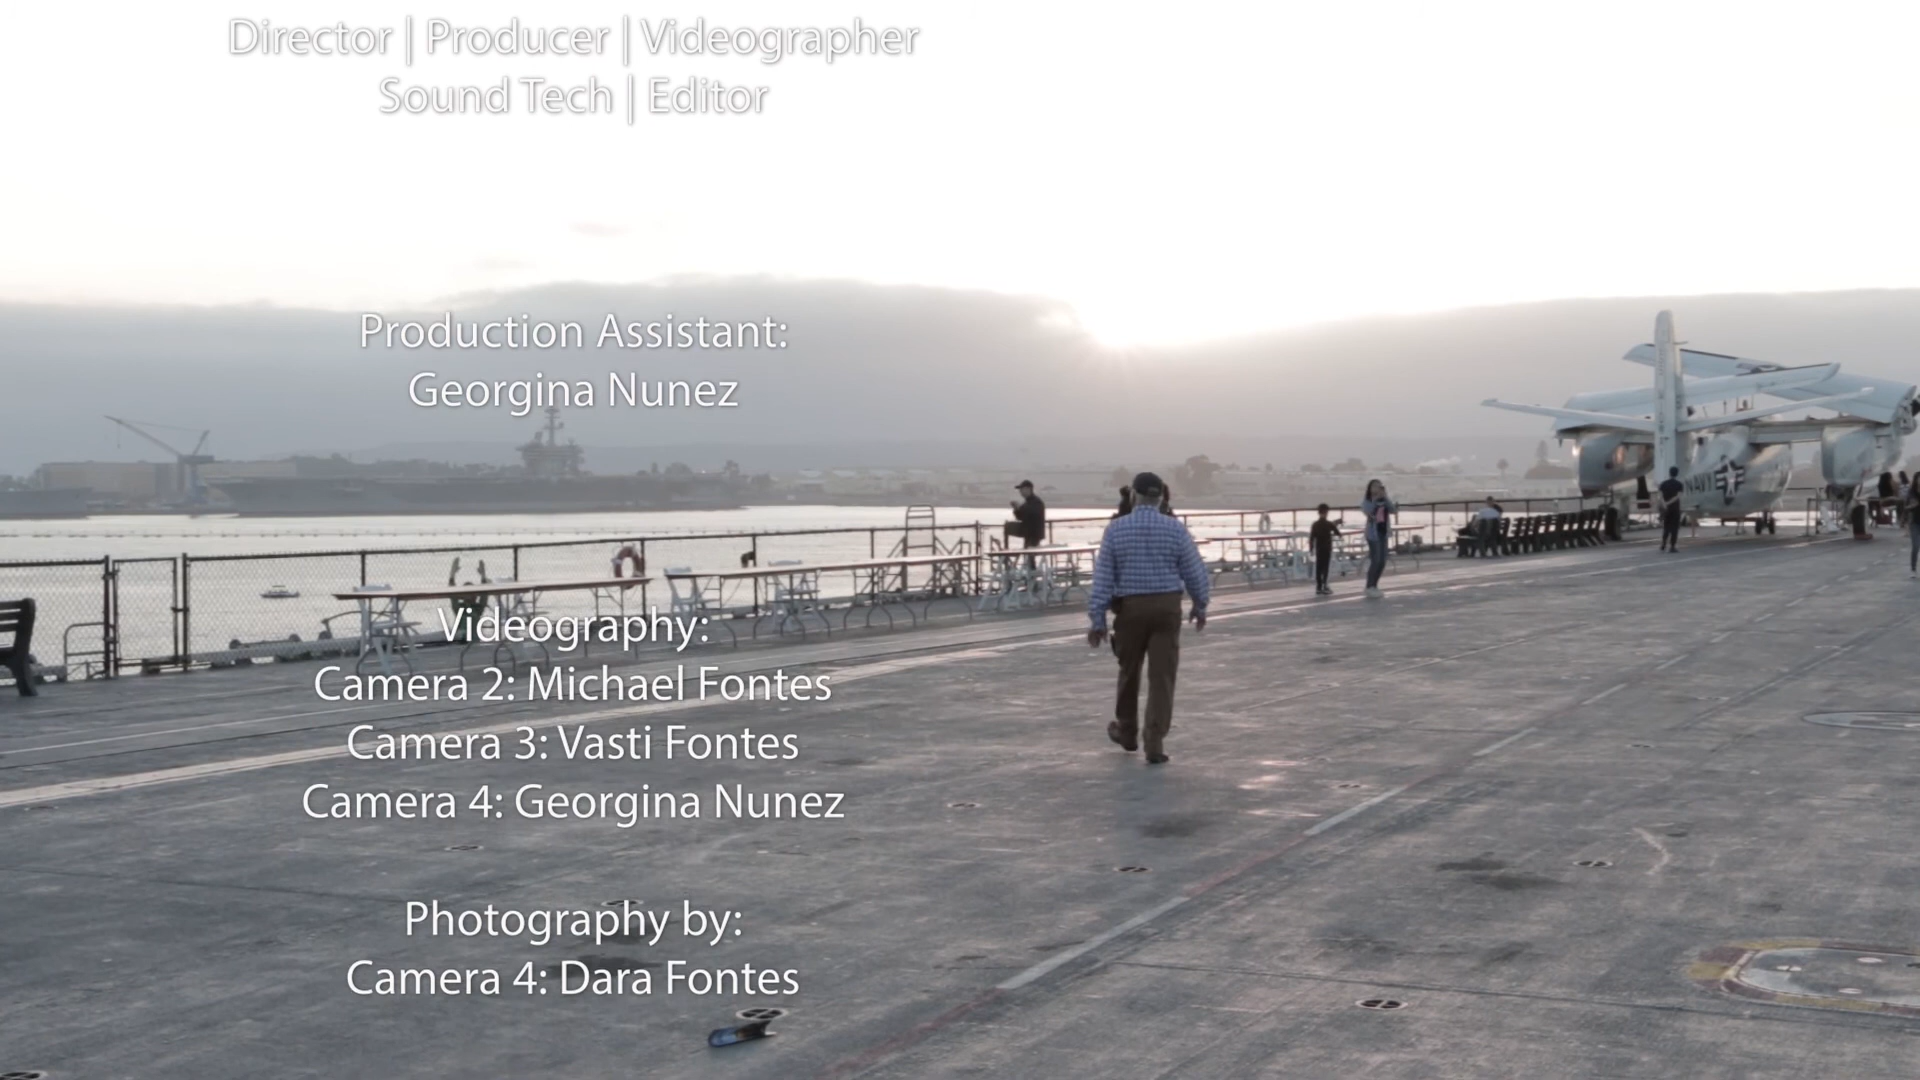 Director | Producer | Videographer
Sound Tech | Editor
Production Assistant:
Georgina Nunez
NAVY
Videography:
Camera 2: Michael Fontes
Camera 3: Vasti Fontes
Camera 4: Georgina Nunez
Photography by:
Camera 4: Dara Fontes